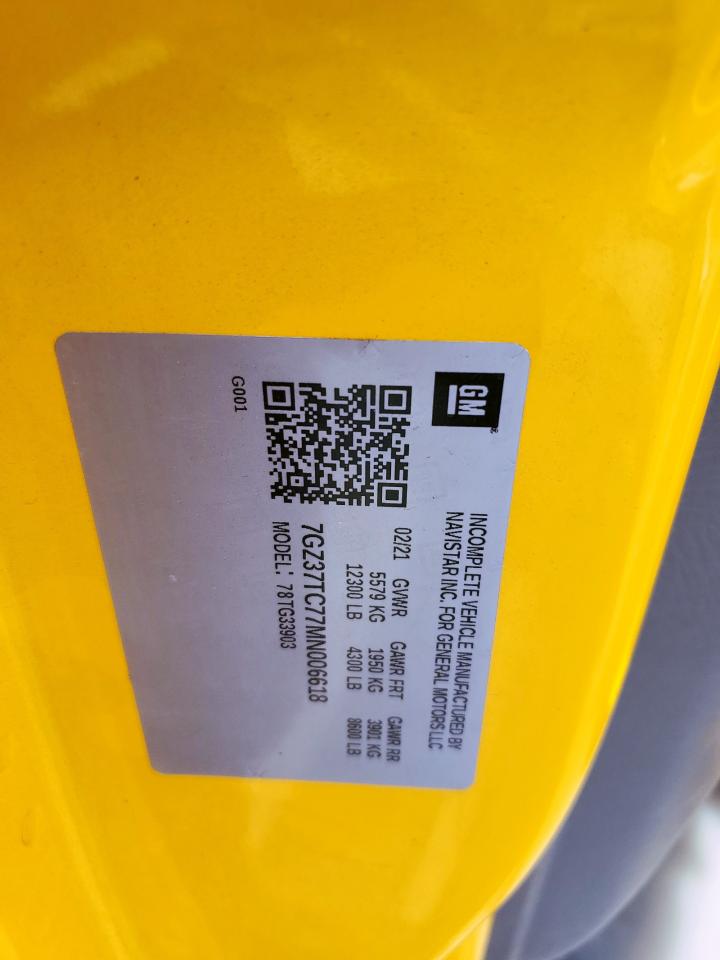 GM
INCOMPLETE VEHICLE MANUFACTURED BY
NAVISTAR INC. FOR GENERAL MOTORS LLC
02/21 GVWR GAWR FRT GAWR RR
5579 KG 1950 KG 3901 KG
12300 LB 4300 LB 8600 LB
7GZ37TC77MN006618
MODEL: 78TG33903
G001